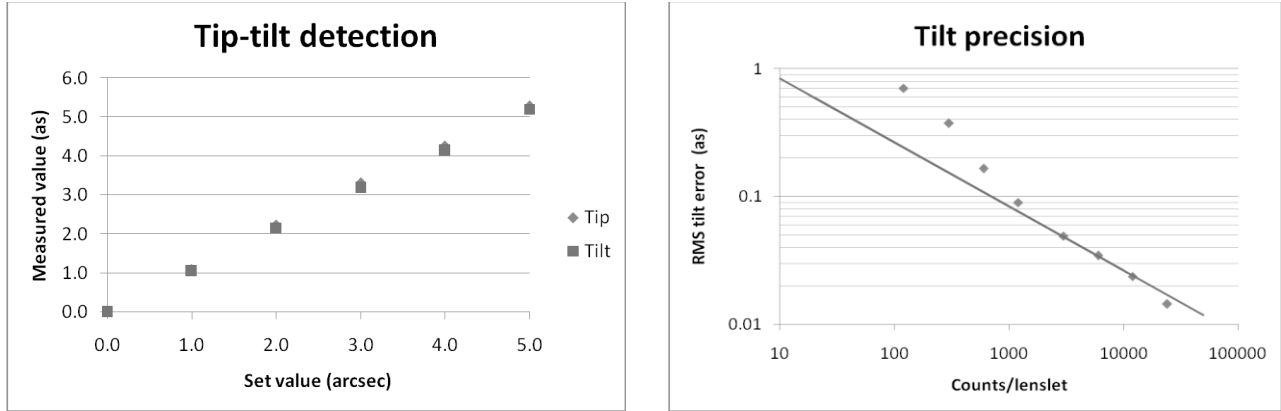 Tip-tilt detection
Measured value (as)
6.0
5.0
4.0
3.0
2.0
1.0
0.0
0.0 1.0 2.0 3.0 4.0 5.0
Set value (arcsec)
Tip
Tilt
Tilt precision
RMS tilt error (as)
1
0.1
0.01
10 100 1000 10000 100000
Counts/lenslet